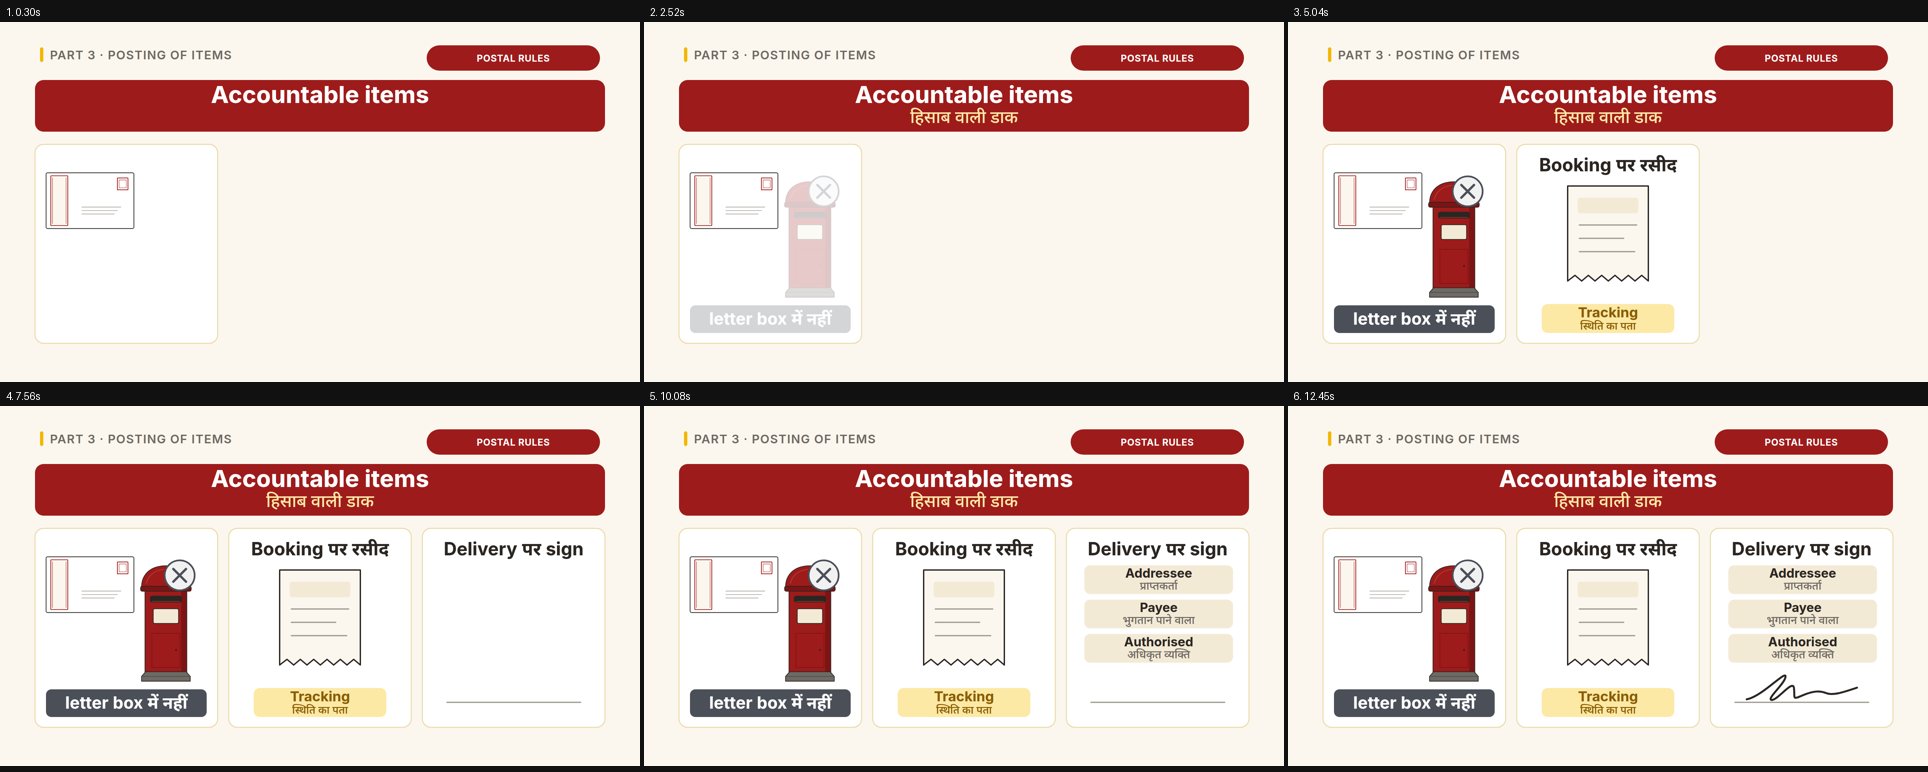 1. 0.30s
PART 3 · POSTING OF ITEMS
POSTAL RULES
Accountable items
2. 2.52s
PART 3 · POSTING OF ITEMS
POSTAL RULES
Accountable items
हिसाब वाली डाक
letter box में नहीं
3. 5.04s
PART 3 · POSTING OF ITEMS
POSTAL RULES
Accountable items
हिसाब वाली डाक
letter box में नहीं
Booking पर रसीद
Tracking
स्थिति का पता
4. 7.56s
PART 3 · POSTING OF ITEMS
POSTAL RULES
Accountable items
हिसाब वाली डाक
letter box में नहीं
Booking पर रसीद
Tracking
स्थिति का पता
Delivery पर sign
5. 10.08s
PART 3 · POSTING OF ITEMS
POSTAL RULES
Accountable items
हिसाब वाली डाक
letter box में नहीं
Booking पर रसीद
Tracking
स्थिति का पता
Delivery पर sign
Addressee
प्राप्तकर्ता
Payee
भुगतान पाने वाला
Authorised
अधिकृत व्यक्ति
6. 12.45s
PART 3 · POSTING OF ITEMS
POSTAL RULES
Accountable items
हिसाब वाली डाक
letter box में नहीं
Booking पर रसीद
Tracking
स्थिति का पता
Delivery पर sign
Addressee
प्राप्तकर्ता
Payee
भुगतान पाने वाला
Authorised
अधिकृत व्यक्ति